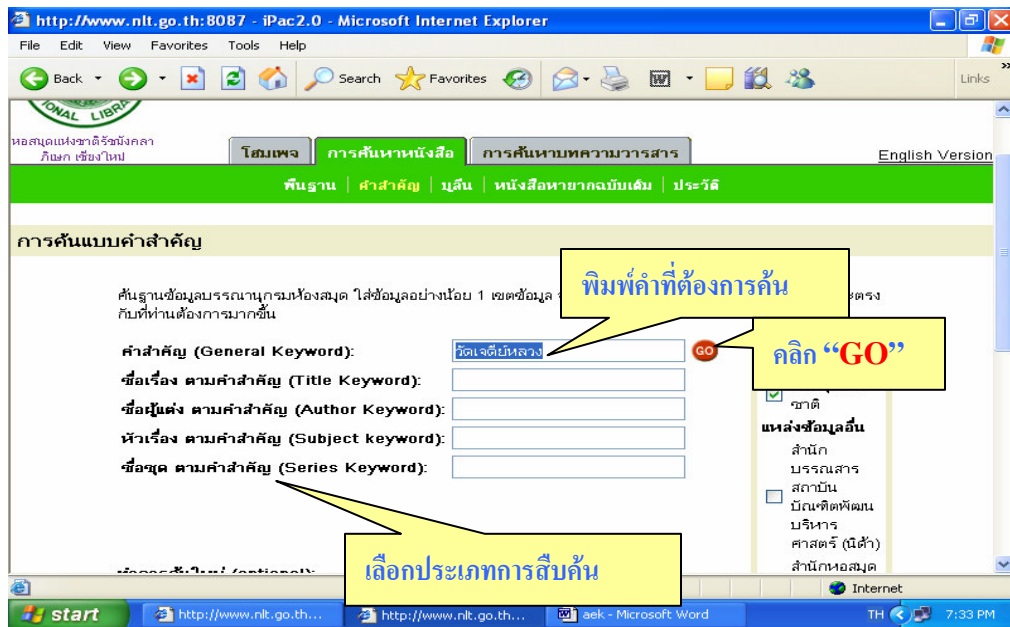 http://www.nlt.go.th:8087 - iPac2.0 - Microsoft Internet Explorer
File Edit View Favorites Tools Help
Back Search Favorites Links
ONAL LIBR
หอสมุดแห่งชาติรัชมังคลา
ภิเษก เชียงใหม่
โฮมเพจ การค้นหาหนังสือ การค้นหาบทความวารสาร English Version
พื้นฐาน คำสำคัญ บูลีน หนังสือหายากฉบับเต็ม ประวัติ
การค้นแบบคำสำคัญ
พิมพ์คำที่ต้องการค้น
ค้นฐานข้อมูลบรรณานุกรมห้องสมุด ใส่ข้อมูลอย่างน้อย 1 เขตข้อมูล ะตรง
กับที่ท่านต้องการมากขึ้น
คำสำคัญ (General Keyword): วัดเจดีย์หลวง GO
คลิก “GO”
ชื่อเรื่อง ตามคำสำคัญ (Title Keyword):
ชื่อผู้แต่ง ตามคำสำคัญ (Author Keyword):
ชาติ
หัวเรื่อง ตามคำสำคัญ (Subject keyword):
แหล่งข้อมูลอื่น
ชื่อชุด ตามคำสำคัญ (Series Keyword):
สำนัก
บรรณสาร
สถาบัน
บัณฑิตพัฒน
บริหาร
ศาสตร์ (นิด้า)
สำนักหอสมุด
เลือกประเภทการสืบค้น
Internet
start http://www.nlt.go.th... http://www.nlt.go.th... aek - Microsoft Word TH 7:33 PM